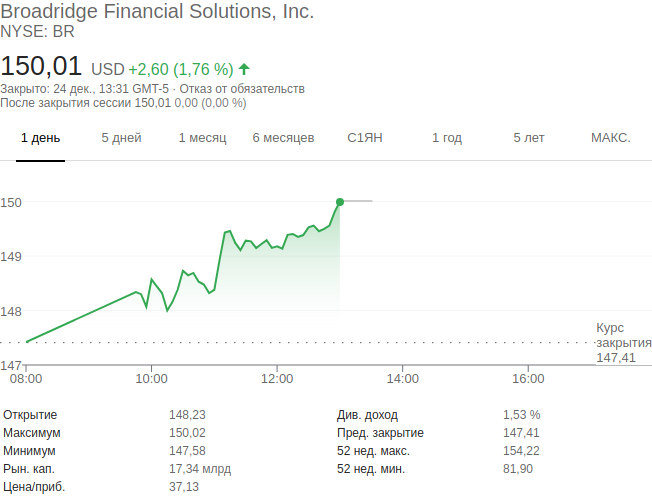 Broadridge Financial Solutions, Inc.
NYSE: BR
150,01 USD +2,60 (1,76 %)
Закрыто: 24 дек., 13:31 GMT-5 · Отказ от обязательств
После закрытия сессии 150,01 0,00 (0,00 %)
1 день 5 дней 1 месяц 6 месяцев С1ЯН 1 год 5 лет МАКС.
150
149
148
147
Курс
закрытия
147,41
08:00 10:00 12:00 14:00 16:00
Открытие 148,23 Див. доход 1,53 %
Максимум 150,02 Пред. закрытие 147,41
Минимум 147,58 52 нед. макс. 154,22
Рын. кап. 17,34 млрд 52 нед. мин. 81,90
Цена/приб. 37,13